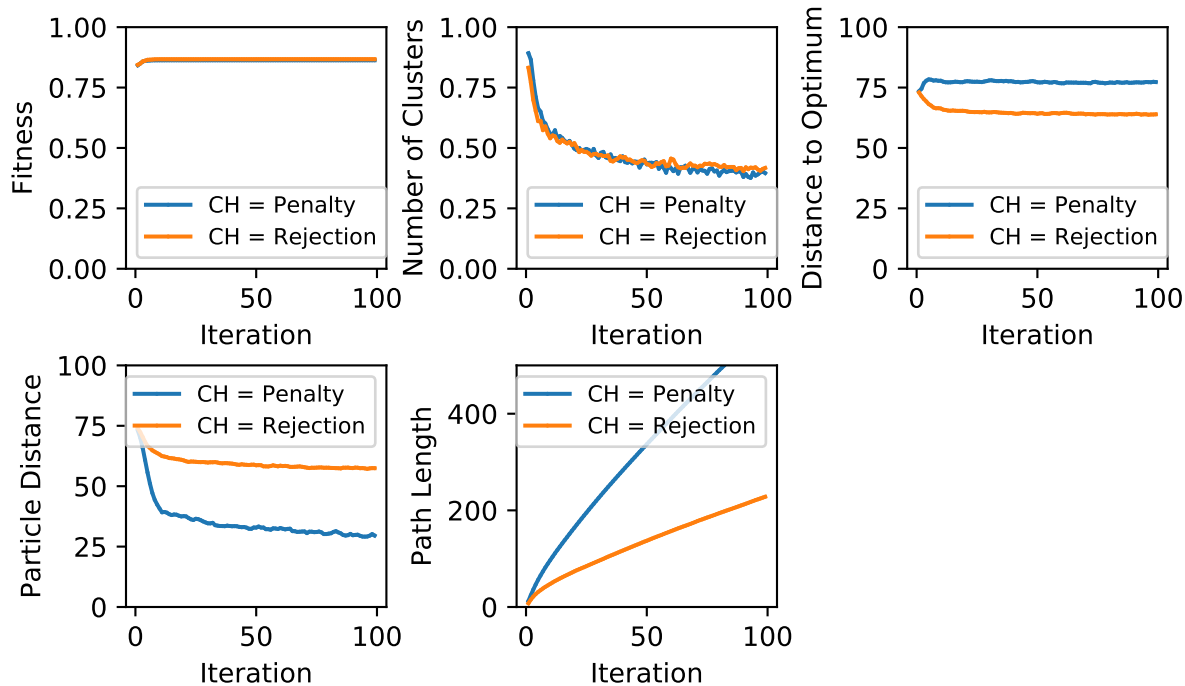 Fitness
1.00
0.75
0.50
0.25
0.00
CH = Penalty
CH = Rejection
0
50
100
Iteration
Number of Clusters
1.00
0.75
0.50
0.25
0.00
CH = Penalty
CH = Rejection
0
50
100
Iteration
Distance to Optimum
100
75
50
25
0
CH = Penalty
CH = Rejection
0
50
100
Iteration
Particle Distance
100
75
50
25
0
CH = Penalty
CH = Rejection
0
50
100
Iteration
Path Length
400
200
0
CH = Penalty
CH = Rejection
0
50
100
Iteration